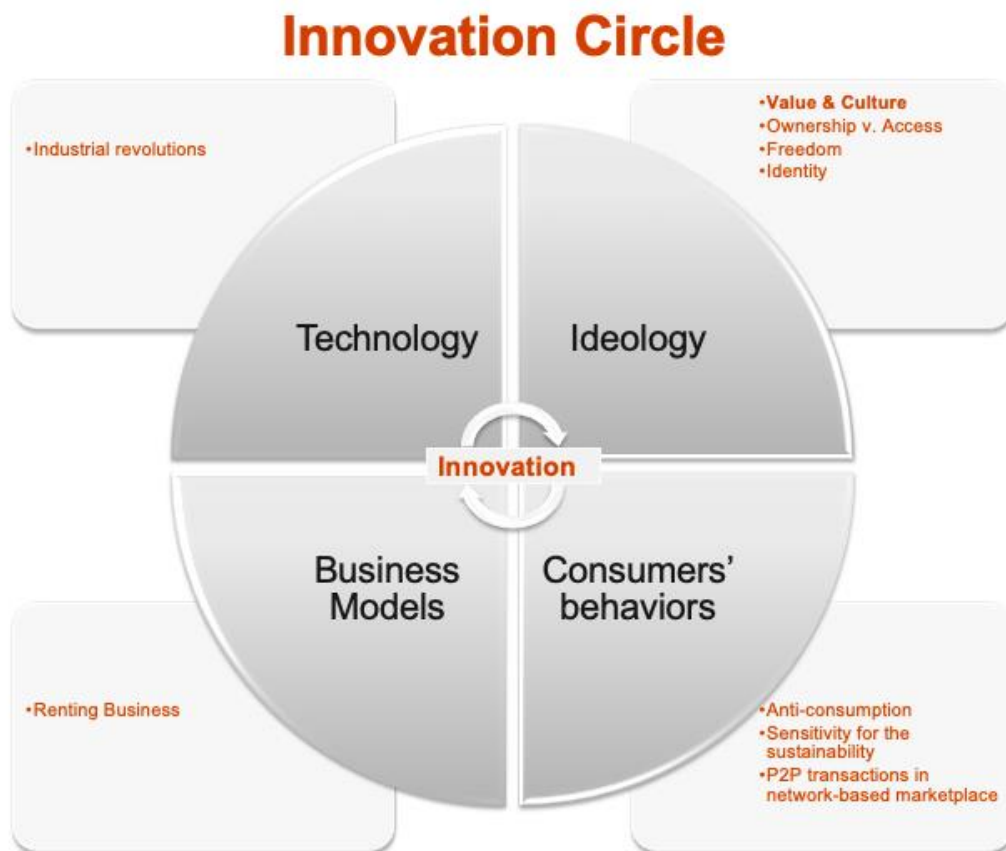 Innovation Circle
•Industrial revolutions
•Value & Culture
•Ownership v. Access
•Freedom
•Identity
Technology
Ideology
Innovation
Business
Models
Consumers’
behaviors
•Renting Business
•Anti-consumption
•Sensitivity for the
sustainability
•P2P transactions in
network-based marketplace